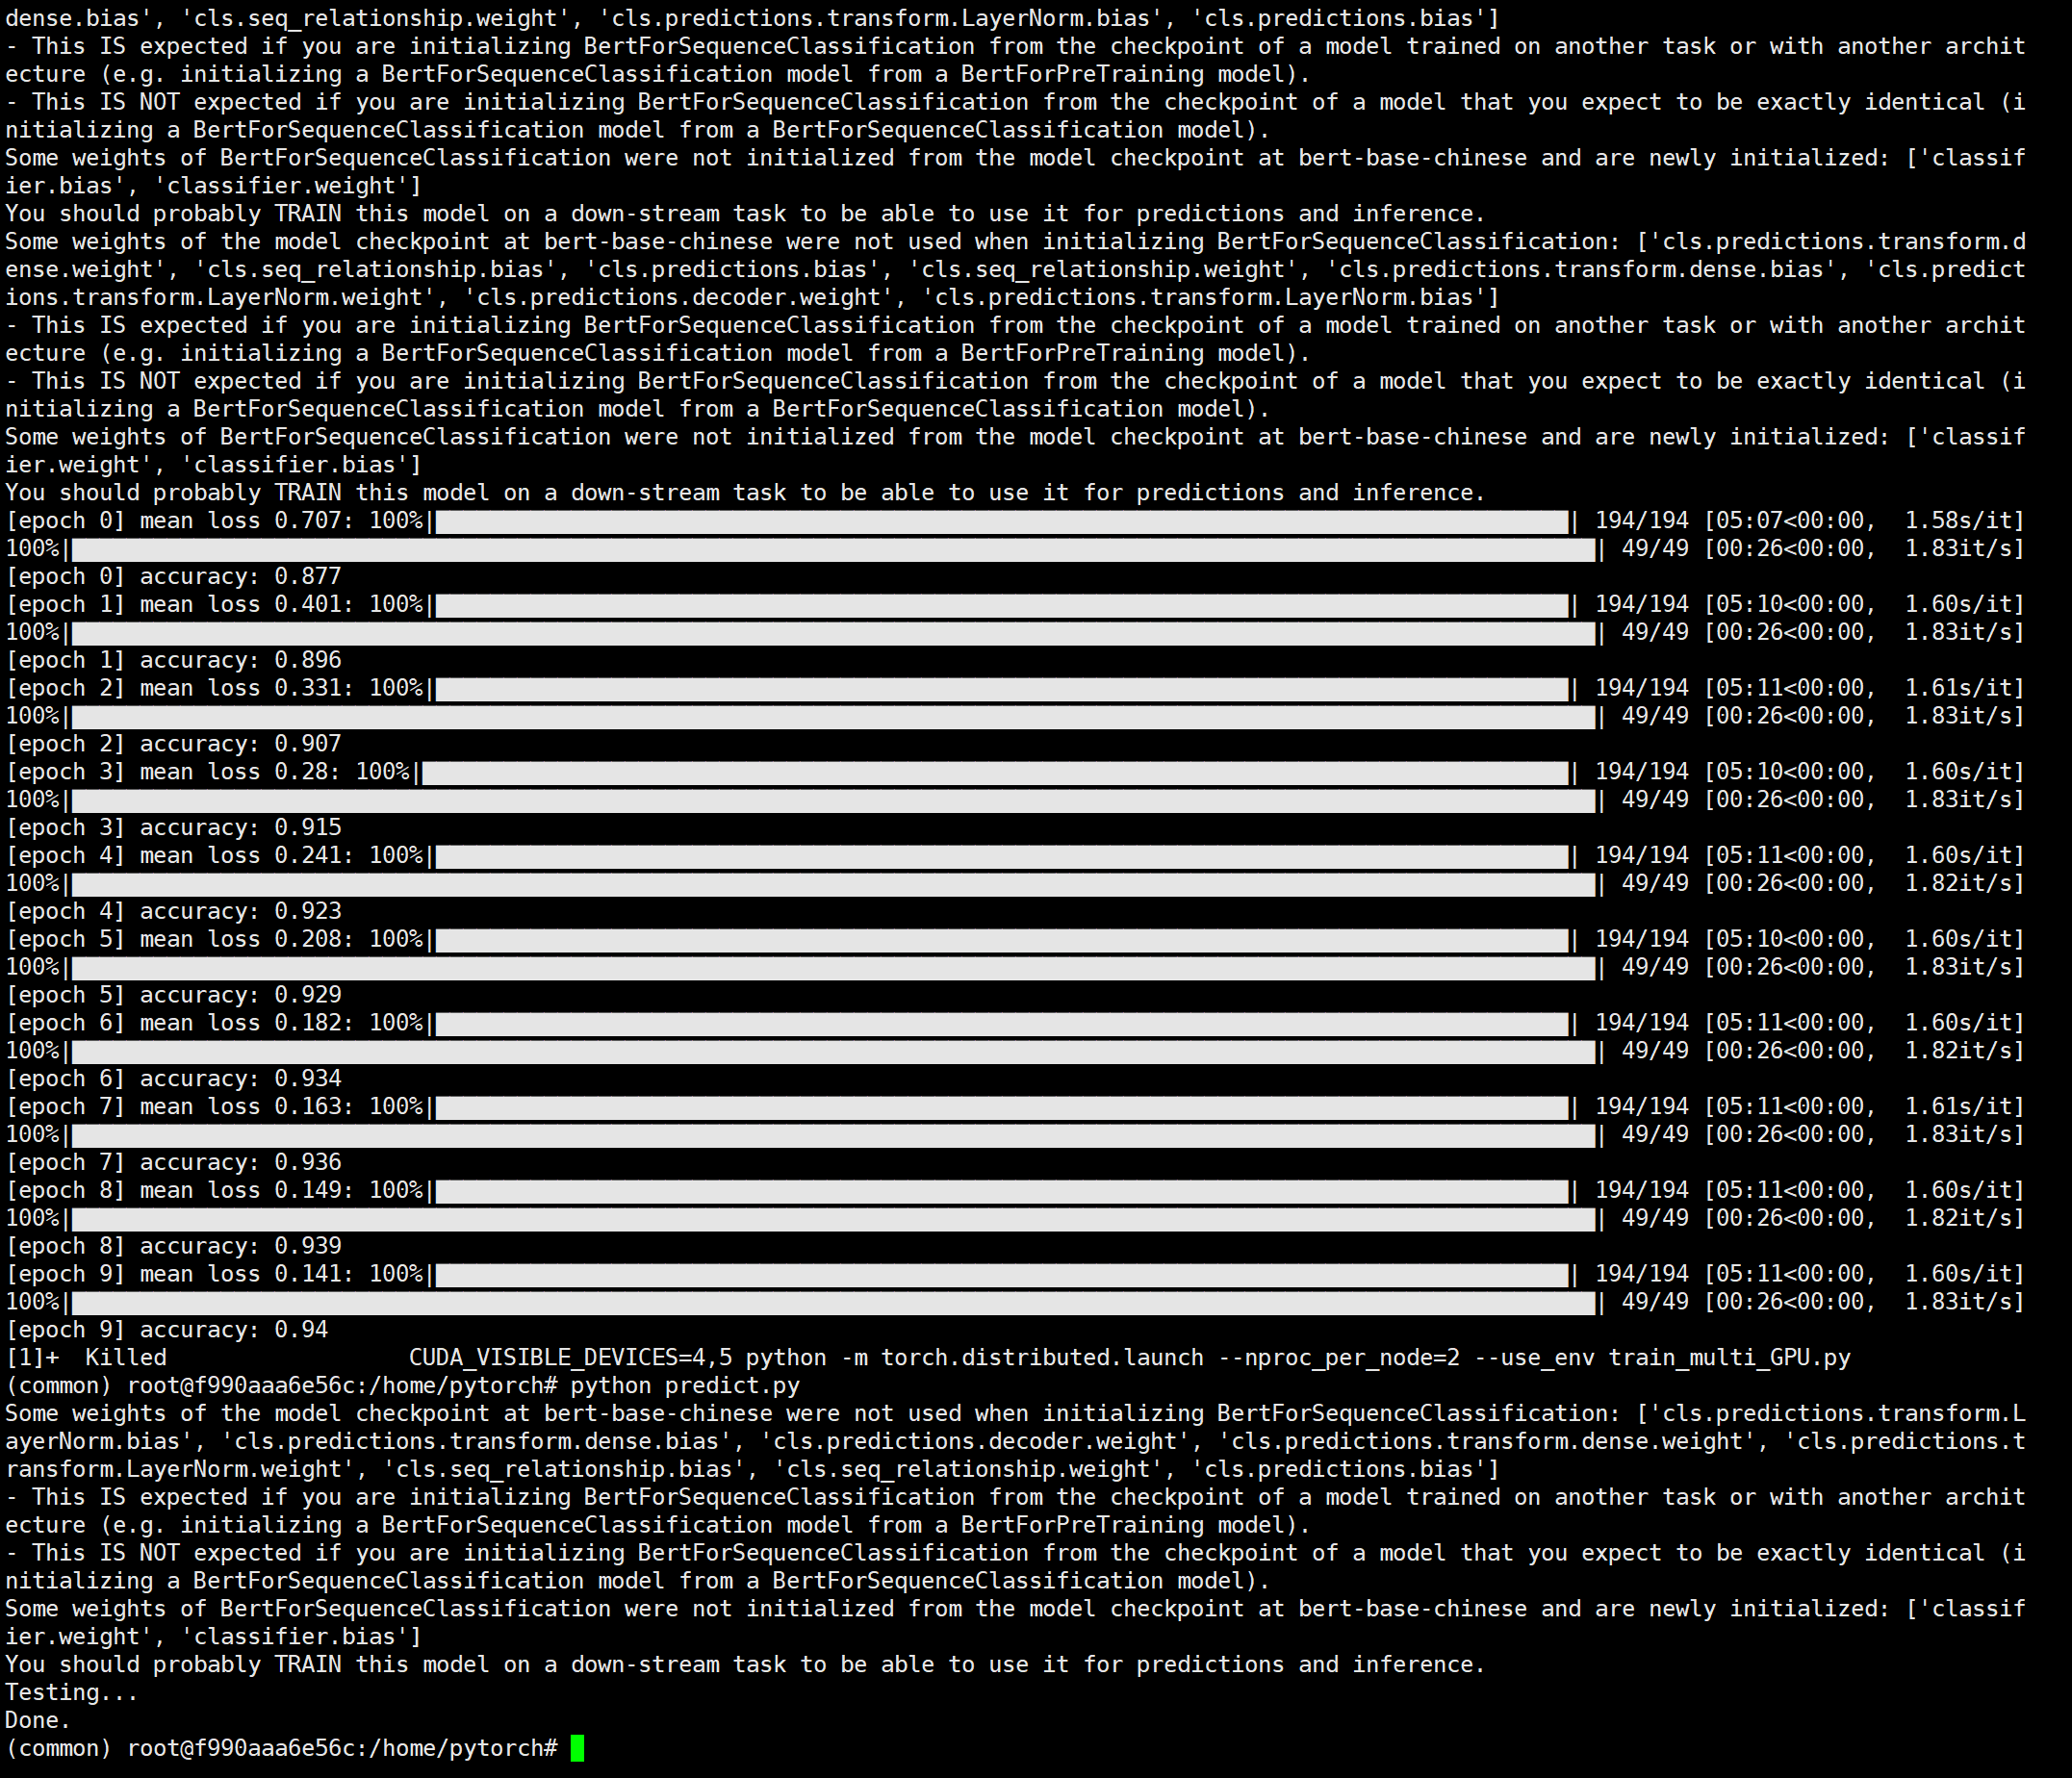 dense.bias', 'cls.seq_relationship.weight', 'cls.predictions.transform.LayerNorm.bias', 'cls.predictions.bias']
- This IS expected if you are initializing BertForSequenceClassification from the checkpoint of a model trained on another task or with another archit
ecture (e.g. initializing a BertForSequenceClassification model from a BertForPreTraining model).
- This IS NOT expected if you are initializing BertForSequenceClassification from the checkpoint of a model that you expect to be exactly identical (i
nitializing a BertForSequenceClassification model from a BertForSequenceClassification model).
Some weights of BertForSequenceClassification were not initialized from the model checkpoint at bert-base-chinese and are newly initialized: ['classif
ier.bias', 'classifier.weight']
You should probably TRAIN this model on a down-stream task to be able to use it for predictions and inference.
Some weights of the model checkpoint at bert-base-chinese were not used when initializing BertForSequenceClassification: ['cls.predictions.transform.d
ense.weight', 'cls.seq_relationship.bias', 'cls.predictions.bias', 'cls.seq_relationship.weight', 'cls.predictions.transform.dense.bias', 'cls.predict
ions.transform.LayerNorm.weight', 'cls.predictions.decoder.weight', 'cls.predictions.transform.LayerNorm.bias']
- This IS expected if you are initializing BertForSequenceClassification from the checkpoint of a model trained on another task or with another archit
ecture (e.g. initializing a BertForSequenceClassification model from a BertForPreTraining model).
- This IS NOT expected if you are initializing BertForSequenceClassification from the checkpoint of a model that you expect to be exactly identical (i
nitializing a BertForSequenceClassification model from a BertForSequenceClassification model).
Some weights of BertForSequenceClassification were not initialized from the model checkpoint at bert-base-chinese and are newly initialized: ['classif
ier.weight', 'classifier.bias']
You should probably TRAIN this model on a down-stream task to be able to use it for predictions and inference.
[epoch 0] mean loss 0.707: 100%| | 194/194 [05:07<00:00,  1.58s/it]
100%| | 49/49 [00:26<00:00,  1.83it/s]
[epoch 0] accuracy: 0.877
[epoch 1] mean loss 0.401: 100%| | 194/194 [05:10<00:00,  1.60s/it]
100%| | 49/49 [00:26<00:00,  1.83it/s]
[epoch 1] accuracy: 0.896
[epoch 2] mean loss 0.331: 100%| | 194/194 [05:11<00:00,  1.61s/it]
100%| | 49/49 [00:26<00:00,  1.83it/s]
[epoch 2] accuracy: 0.907
[epoch 3] mean loss 0.28: 100%| | 194/194 [05:10<00:00,  1.60s/it]
100%| | 49/49 [00:26<00:00,  1.83it/s]
[epoch 3] accuracy: 0.915
[epoch 4] mean loss 0.241: 100%| | 194/194 [05:11<00:00,  1.60s/it]
100%| | 49/49 [00:26<00:00,  1.82it/s]
[epoch 4] accuracy: 0.923
[epoch 5] mean loss 0.208: 100%| | 194/194 [05:10<00:00,  1.60s/it]
100%| | 49/49 [00:26<00:00,  1.83it/s]
[epoch 5] accuracy: 0.929
[epoch 6] mean loss 0.182: 100%| | 194/194 [05:11<00:00,  1.60s/it]
100%| | 49/49 [00:26<00:00,  1.82it/s]
[epoch 6] accuracy: 0.934
[epoch 7] mean loss 0.163: 100%| | 194/194 [05:11<00:00,  1.61s/it]
100%| | 49/49 [00:26<00:00,  1.83it/s]
[epoch 7] accuracy: 0.936
[epoch 8] mean loss 0.149: 100%| | 194/194 [05:11<00:00,  1.60s/it]
100%| | 49/49 [00:26<00:00,  1.82it/s]
[epoch 8] accuracy: 0.939
[epoch 9] mean loss 0.141: 100%| | 194/194 [05:11<00:00,  1.60s/it]
100%| | 49/49 [00:26<00:00,  1.83it/s]
[epoch 9] accuracy: 0.94
[1]+  Killed                  CUDA_VISIBLE_DEVICES=4,5 python -m torch.distributed.launch --nproc_per_node=2 --use_env train_multi_GPU.py
(common) root@f990aaa6e56c:/home/pytorch# python predict.py
Some weights of the model checkpoint at bert-base-chinese were not used when initializing BertForSequenceClassification: ['cls.predictions.transform.L
ayerNorm.bias', 'cls.predictions.transform.dense.bias', 'cls.predictions.decoder.weight', 'cls.predictions.transform.dense.weight', 'cls.predictions.t
ransform.LayerNorm.weight', 'cls.seq_relationship.bias', 'cls.seq_relationship.weight', 'cls.predictions.bias']
- This IS expected if you are initializing BertForSequenceClassification from the checkpoint of a model trained on another task or with another archit
ecture (e.g. initializing a BertForSequenceClassification model from a BertForPreTraining model).
- This IS NOT expected if you are initializing BertForSequenceClassification from the checkpoint of a model that you expect to be exactly identical (i
nitializing a BertForSequenceClassification model from a BertForSequenceClassification model).
Some weights of BertForSequenceClassification were not initialized from the model checkpoint at bert-base-chinese and are newly initialized: ['classif
ier.weight', 'classifier.bias']
You should probably TRAIN this model on a down-stream task to be able to use it for predictions and inference.
Testing...
Done.
(common) root@f990aaa6e56c:/home/pytorch#